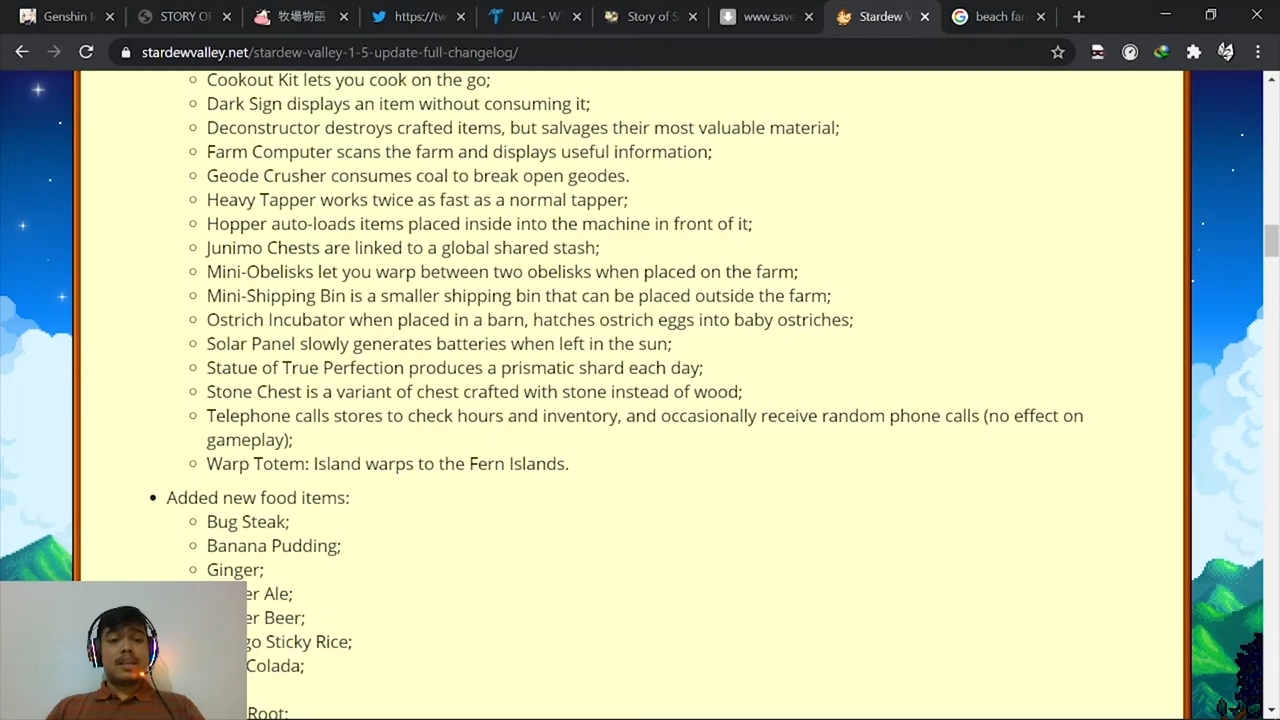 Genshin Im
STORY OF
牧場物語
https://tw
JUAL - WT
Story of S
www.save
Stardew V
beach far
stardewvalley.net/stardew-valley-1-5-update-full-changelog/
Cookout Kit lets you cook on the go;
Dark Sign displays an item without consuming it;
Deconstructor destroys crafted items, but salvages their most valuable material;
Farm Computer scans the farm and displays useful information;
Geode Crusher consumes coal to break open geodes.
Heavy Tapper works twice as fast as a normal tapper;
Hopper auto-loads items placed inside into the machine in front of it;
Junimo Chests are linked to a global shared stash;
Mini-Obelisks let you warp between two obelisks when placed on the farm;
Mini-Shipping Bin is a smaller shipping bin that can be placed outside the farm;
Ostrich Incubator when placed in a barn, hatches ostrich eggs into baby ostriches;
Solar Panel slowly generates batteries when left in the sun;
Statue of True Perfection produces a prismatic shard each day;
Stone Chest is a variant of chest crafted with stone instead of wood;
Telephone calls stores to check hours and inventory, and occasionally receive random phone calls (no effect on
gameplay);
Warp Totem: Island warps to the Fern Islands.
Added new food items:
Bug Steak;
Banana Pudding;
Ginger;
er Ale;
er Beer;
go Sticky Rice;
Colada;
Root;